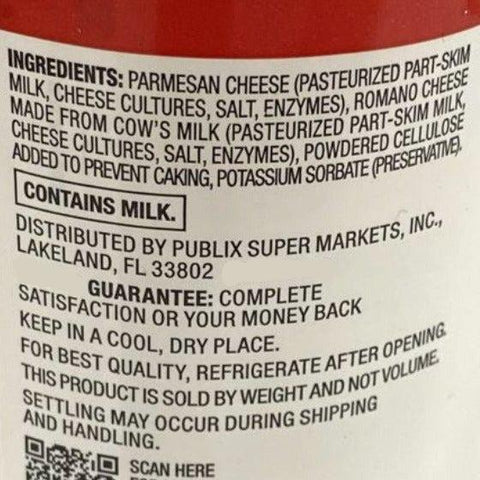 INGREDIENTS: PARMESAN CHEESE (PASTEURIZED PART-SKIM
MILK, CHEESE CULTURES, SALT, ENZYMES), ROMANO CHEESE
MADE FROM COW'S MILK (PASTEURIZED PART-SKIM MILK,
CHEESE CULTURES, SALT, ENZYMES), POWDERED CELLULOSE
ADDED TO PREVENT CAKING, POTASSIUM SORBATE (PRESERVATIVE).
CONTAINS MILK.
DISTRIBUTED BY PUBLIX SUPER MARKETS, INC.,
LAKELAND, FL 33802
GUARANTEE: COMPLETE
SATISFACTION OR YOUR MONEY BACK
KEEP IN A COOL, DRY PLACE.
FOR BEST QUALITY, REFRIGERATE AFTER OPENING.
THIS PRODUCT IS SOLD BY WEIGHT AND NOT VOLUME.
SETTLING MAY OCCUR DURING SHIPPING
AND HANDLING.
SCAN HERE